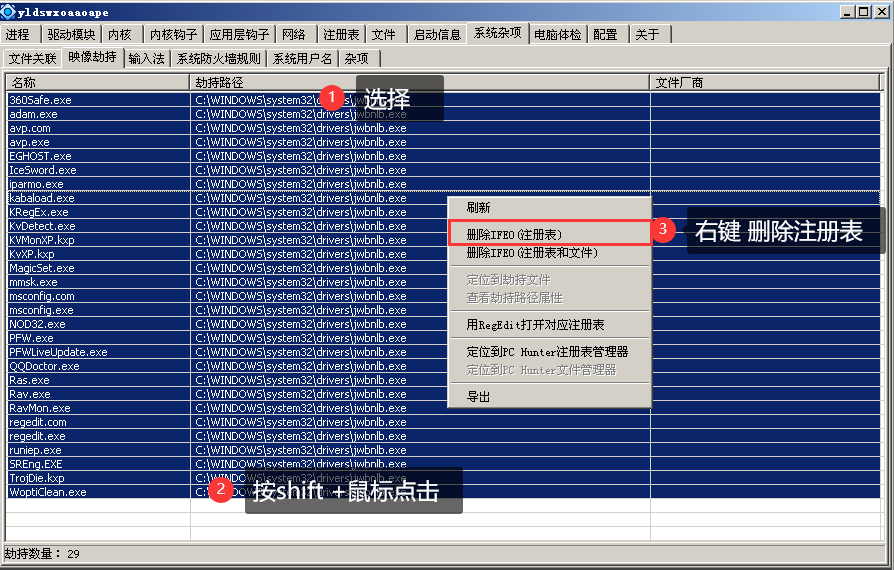 yldswxoaaoape
进程 驱动模块 内核 内核钩子 应用层钩子 网络 注册表 文件 启动信息 系统杂项 电脑体检 配置 关于
文件关联 映像劫持 输入法 系统防火墙规则 系统用户名 杂项
名称 劫持路径 文件厂商
360Safe.exe C:\WINDOWS\system32\drivers\jwbnlb.exe
1 选择
adam.exe C:\WINDOWS\system32\drivers\jwbnlb.exe
avp.com C:\WINDOWS\system32\drivers\jwbnlb.exe
avp.exe C:\WINDOWS\system32\drivers\jwbnlb.exe
EGHOST.exe C:\WINDOWS\system32\drivers\jwbnlb.exe
IceSword.exe C:\WINDOWS\system32\drivers\jwbnlb.exe
iparmo.exe C:\WINDOWS\system32\drivers\jwbnlb.exe
kabaload.exe C:\WINDOWS\system32\drivers\jwbnlb.exe
KRegEx.exe C:\WINDOWS\system32\drivers\jwbnlb.exe
KvDetect.exe C:\WINDOWS\system32\drivers\jwbnlb.exe
KVMonXP.kxp C:\WINDOWS\system32\drivers\jwbnlb.exe
KvXP.kxp C:\WINDOWS\system32\drivers\jwbnlb.exe
MagicSet.exe C:\WINDOWS\system32\drivers\jwbnlb.exe
mmsk.exe C:\WINDOWS\system32\drivers\jwbnlb.exe
msconfig.com C:\WINDOWS\system32\drivers\jwbnlb.exe
msconfig.exe C:\WINDOWS\system32\drivers\jwbnlb.exe
NOD32.exe C:\WINDOWS\system32\drivers\jwbnlb.exe
PFW.exe C:\WINDOWS\system32\drivers\jwbnlb.exe
PFWLiveUpdate.exe C:\WINDOWS\system32\drivers\jwbnlb.exe
QQDoctor.exe C:\WINDOWS\system32\drivers\jwbnlb.exe
Ras.exe C:\WINDOWS\system32\drivers\jwbnlb.exe
Rav.exe C:\WINDOWS\system32\drivers\jwbnlb.exe
RavMon.exe C:\WINDOWS\system32\drivers\jwbnlb.exe
regedit.com C:\WINDOWS\system32\drivers\jwbnlb.exe
regedit.exe C:\WINDOWS\system32\drivers\jwbnlb.exe
runiep.exe C:\WINDOWS\system32\drivers\jwbnlb.exe
SREng.EXE C:\WINDOWS\system32\drivers\jwbnlb.exe
TrojDie.kxp C:\WINDOWS\system32\drivers\jwbnlb.exe
WoptiClean.exe C:\WINDOWS\system32\drivers\jwbnlb.exe
2 按shift +鼠标点击
刷新
删除IFEO(注册表)
3 右键 删除注册表
删除IFEO(注册表和文件)
定位到劫持文件
查看劫持路径属性
用RegEdit打开对应注册表
定位到PC Hunter注册表管理器
定位到PC Hunter文件管理器
导出
劫持数量: 29